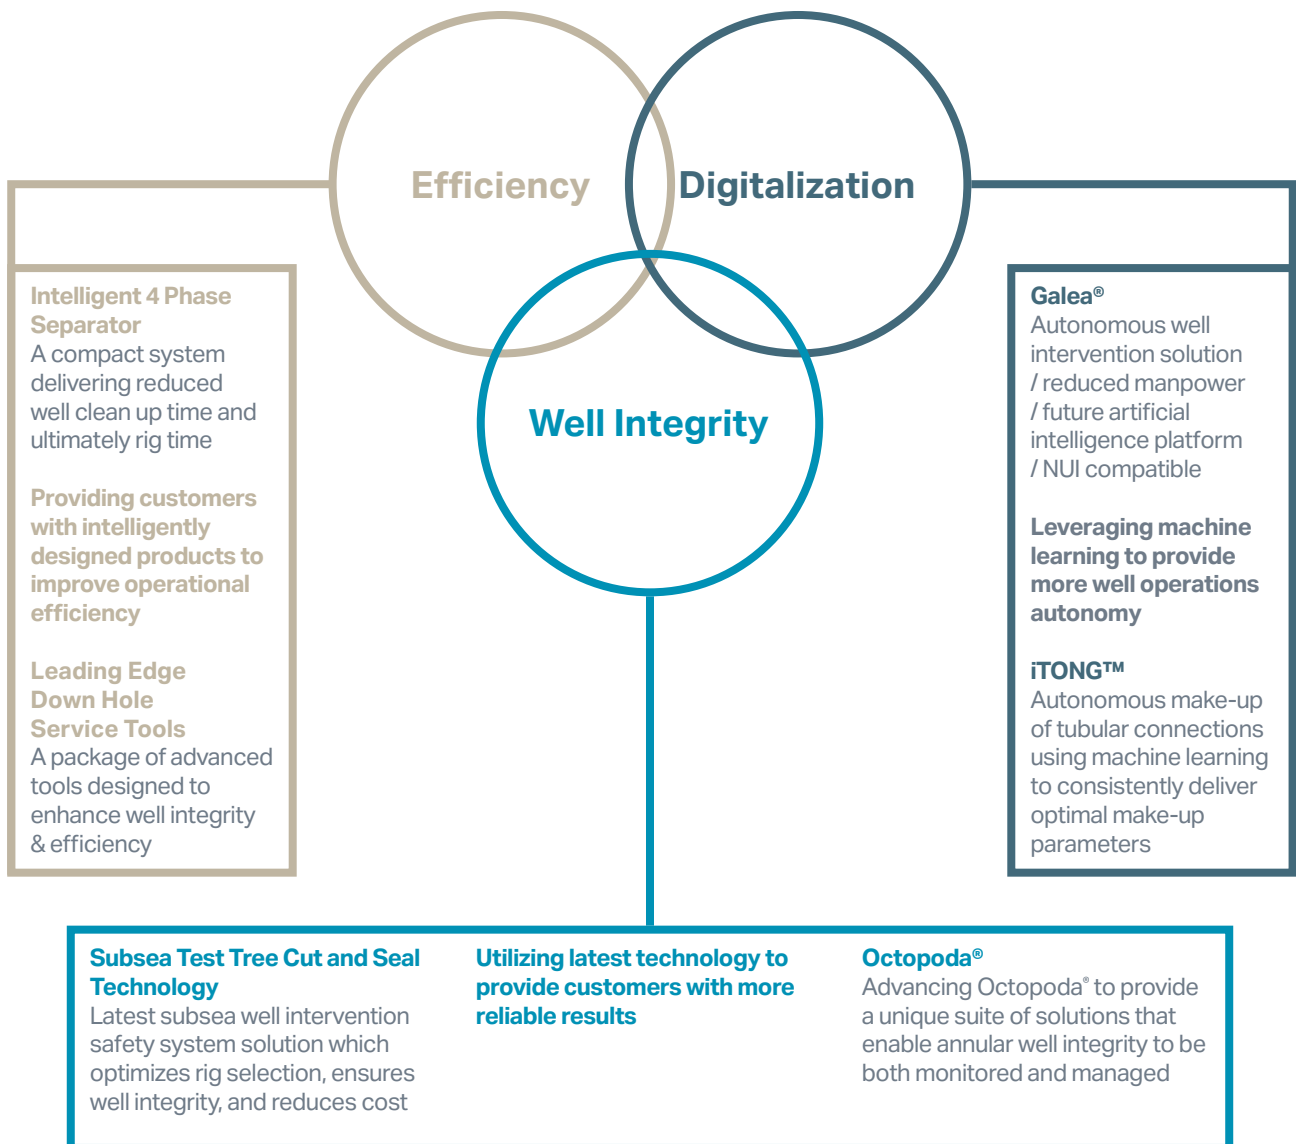 Efficiency
Digitalization
Well Integrity
Intelligent 4 Phase
Separator
A compact system
delivering reduced
well clean up time and
ultimately rig time
Providing customers
with intelligently
designed products to
improve operational
efficiency
Leading Edge
Down Hole
Service Tools
A package of advanced
tools designed to
enhance well integrity
& efficiency
Galea®
Autonomous well
intervention solution
/ reduced manpower
/ future artificial
intelligence platform
/ NUI compatible
Leveraging machine
learning to provide
more well operations
autonomy
iTONG™
Autonomous make-up
of tubular connections
using machine learning
to consistently deliver
optimal make-up
parameters
Subsea Test Tree Cut and Seal
Technology
Latest subsea well intervention
safety system solution which
optimizes rig selection, ensures
well integrity, and reduces cost
Utilizing latest technology to
provide customers with more
reliable results
Octopoda®
Advancing Octopoda® to provide
a unique suite of solutions that
enable annular well integrity to be
both monitored and managed